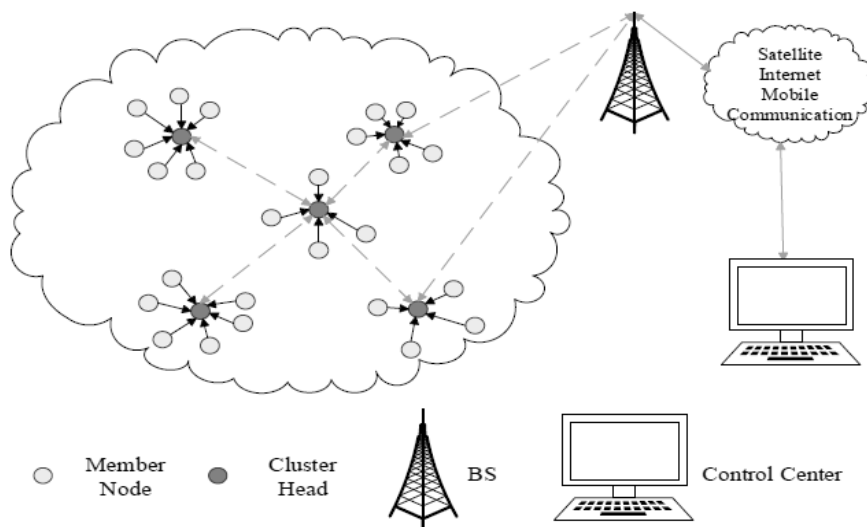 Satellite
Internet
Mobile
Communication
Member
Node
Cluster
Head
BS
Control Center